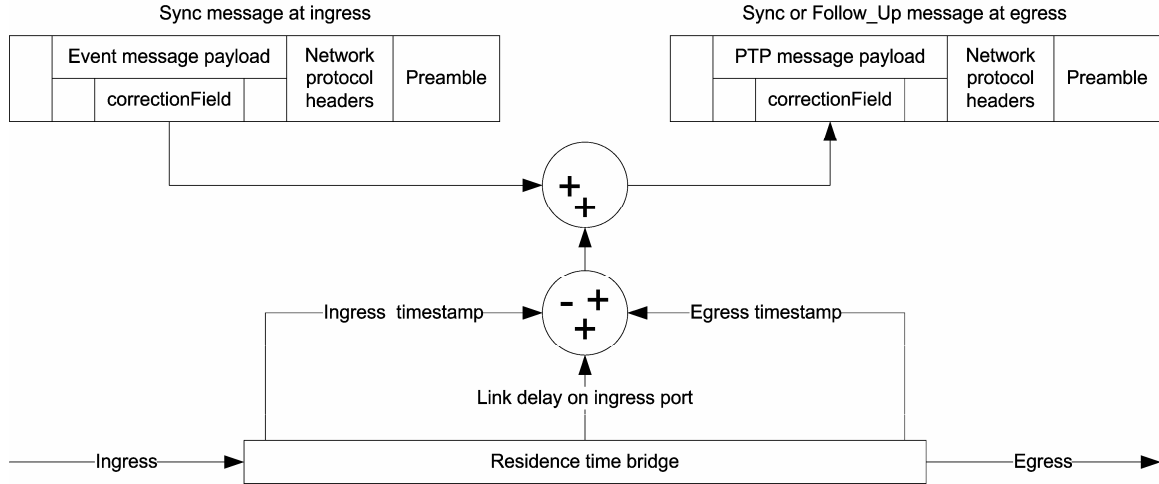 Sync message at ingress
Sync or Follow_Up message at egress
Event message payload
Network
protocol
headers
Preamble
correctionField
PTP message payload
Network
protocol
headers
Preamble
correctionField
+
+
- +
+
Ingress timestamp
Egress timestamp
Link delay on ingress port
Ingress
Residence time bridge
Egress